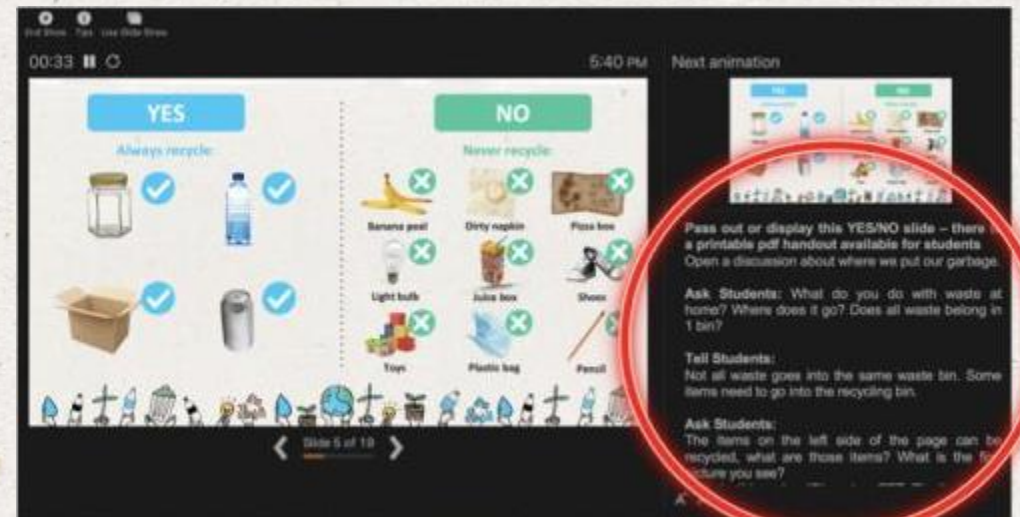 End Show Tips Use Slide Show
00:33
5:40 PM
Next animation
YES
NO
Always recycle:
Never recycle:
Banana peel
Dirty napkin
Pizza box
Light bulb
Juice box
Shoes
Toys
Plastic bag
Pencil
Slide 5 of 19
YES
NO
Pass out or display this YES/NO slide – there
a printable pdf handout available for students
Open a discussion about where we put our garbage.
Ask Students: What do you do with waste at
home? Where does it go? Does all waste belong in
1 bin?
Tell Students:
Not all waste goes into the same waste bin. Some
items need to go into the recycling bin.
Ask Students:
The items on the left side of the page can be
recycled, what are those items? What is the
picture you see?